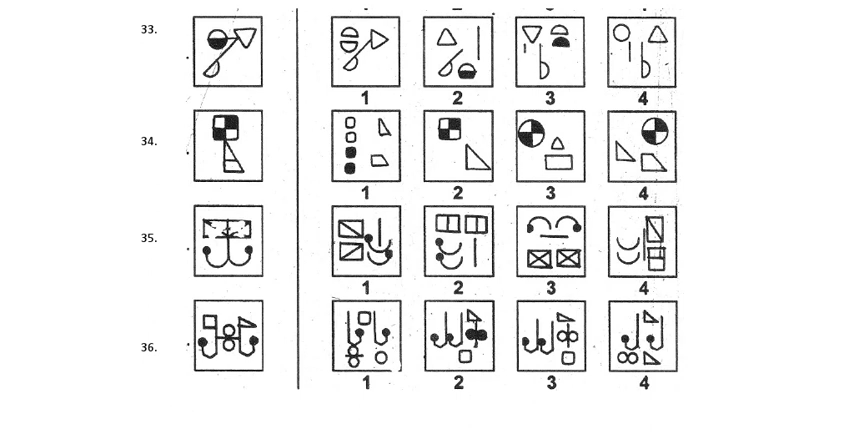 33.
1 2 3 4
34.
1 2 3 4
35.
1 2 3 4
36.
1 2 3 4